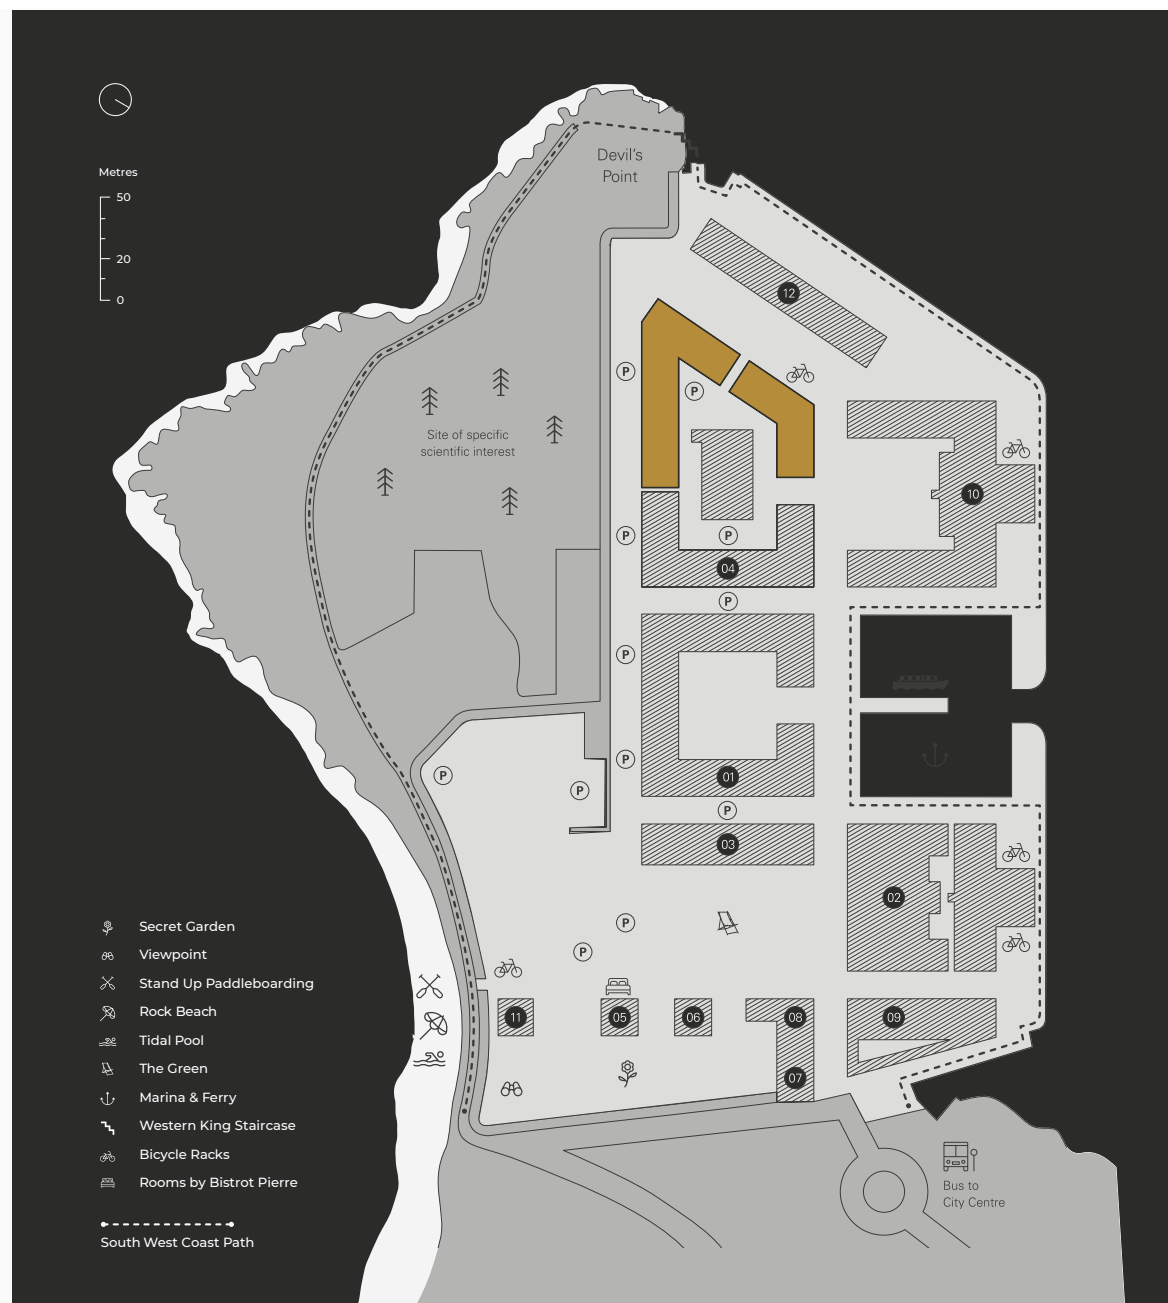 Metres
50
20
0
Devil's
Point
12
P
P
Site of specific
scientific interest
10
P
P
04
P
P
P
P
P
01
P
03
02
P
P
11
05
06
08
09
07
Secret Garden
Viewpoint
Stand Up Paddleboarding
Rock Beach
Tidal Pool
The Green
Marina & Ferry
Western King Staircase
Bicycle Racks
Rooms by Bistrot Pierre
South West Coast Path
Bus to
City Centre